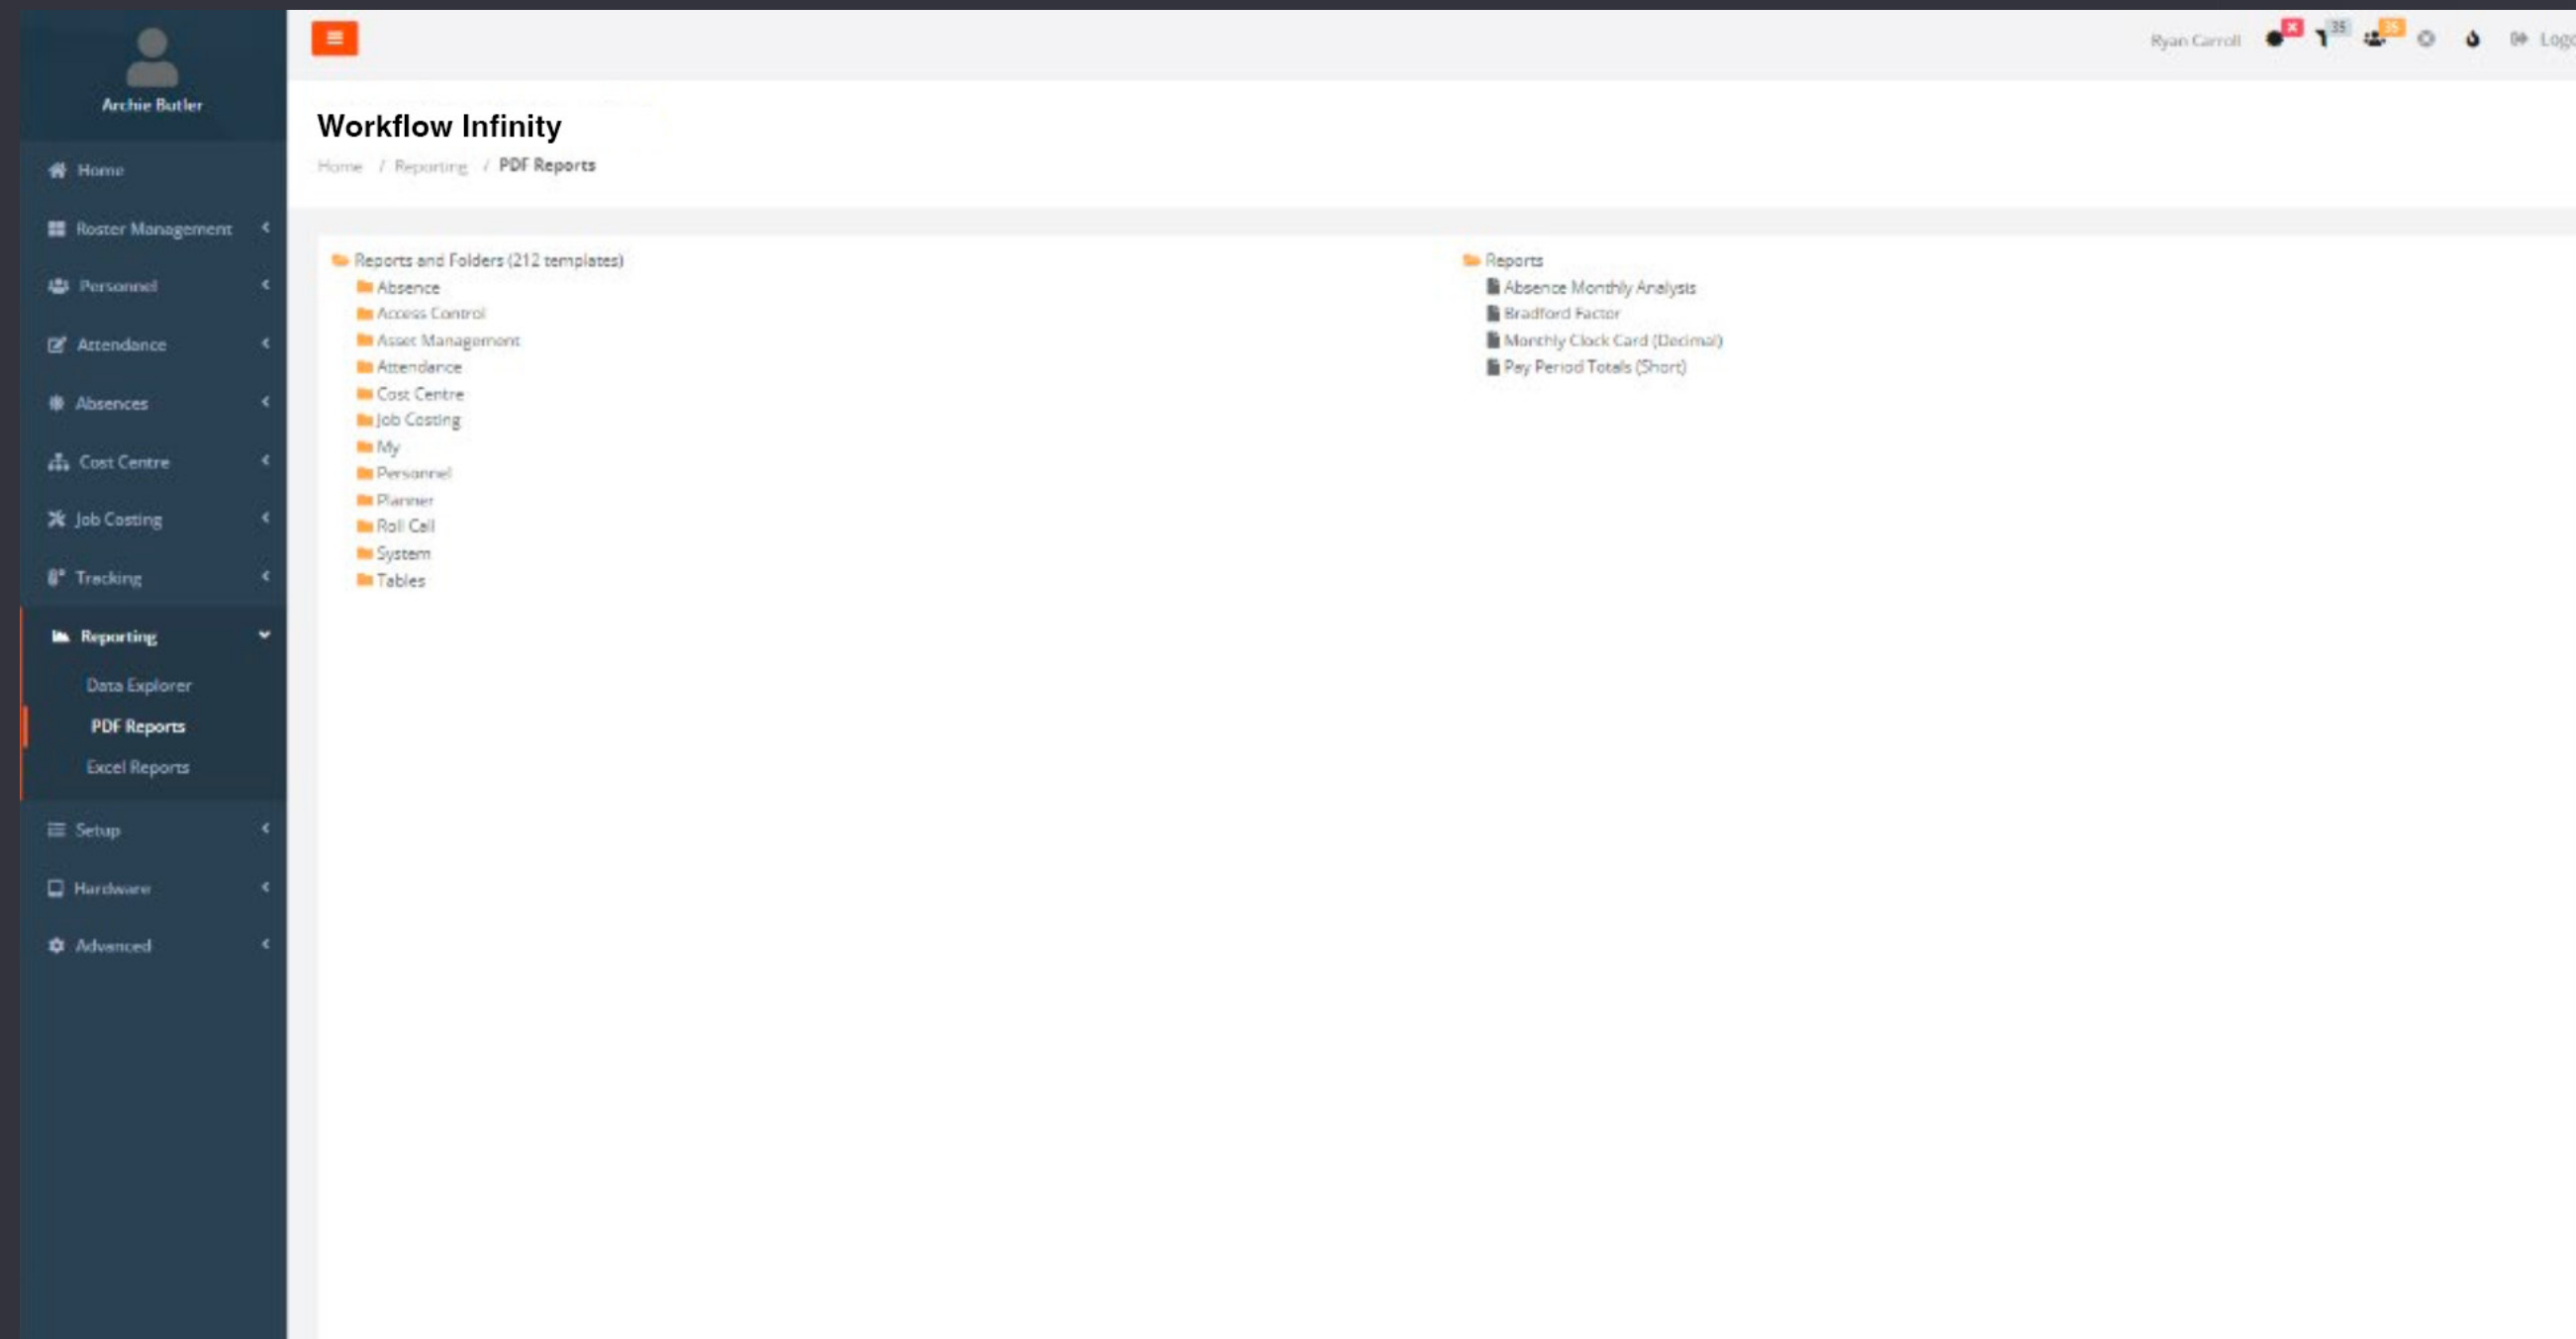 Archie Butler
Home
Roster Management
Personnel
Attendance
Absences
Cost Centre
Job Costing
Tracking
Reporting
Data Explorer
PDF Reports
Excel Reports
Setup
Hardware
Advanced
Ryan Carroll 35 35 Logo
Workflow Infinity
Home / Reporting / PDF Reports
Reports and Folders (212 templates)
Absence
Access Control
Asset Management
Attendance
Cost Centre
Job Costing
My
Personnel
Planner
Roll Call
System
Tables
Reports
Absence Monthly Analysis
Bradford Factor
Monthly Clock Card (Decimal)
Pay Period Totals (Short)